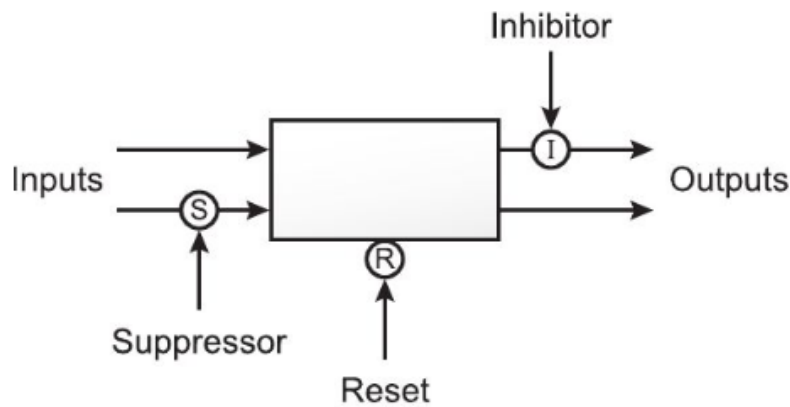 Inhibitor
I
Inputs
Outputs
S
R
Suppressor
Reset